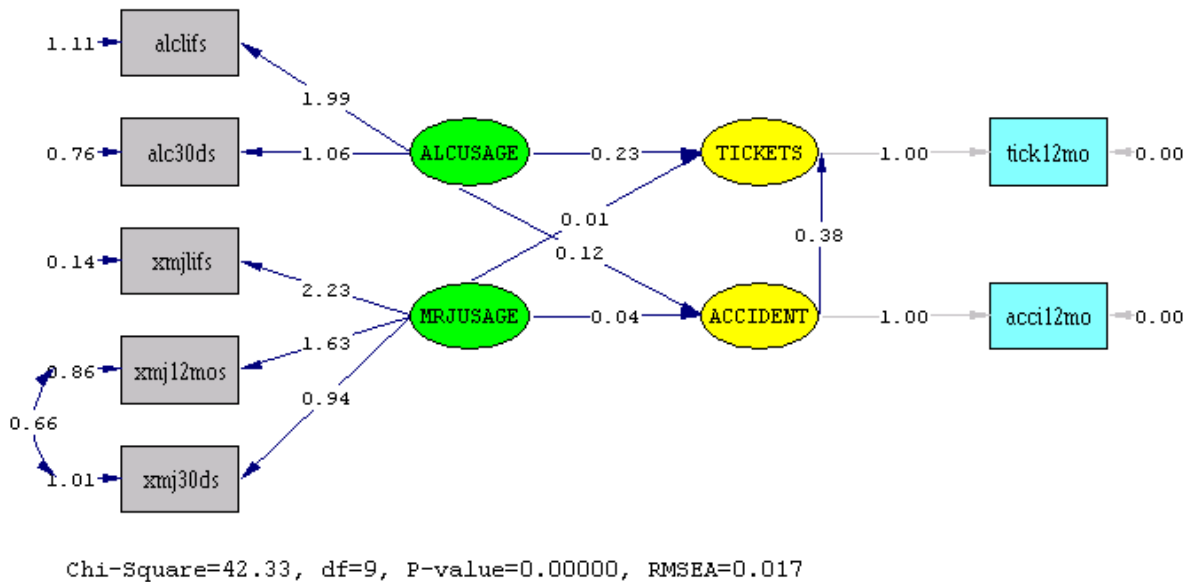 1.11 alclifs
1.99
0.76 alc30ds 1.06 ALCUSAGE 0.23 TICKETS 1.00 tick12mo 0.00
0.01
0.38
0.12
0.14 xmjlifs
2.23
MRJUSAGE 0.04 ACCIDENT 1.00 acci12mo 0.00
1.63
0.86 xmj12mos
0.94
0.66
1.01 xmj30ds
Chi-Square=42.33, df=9, P-value=0.00000, RMSEA=0.017